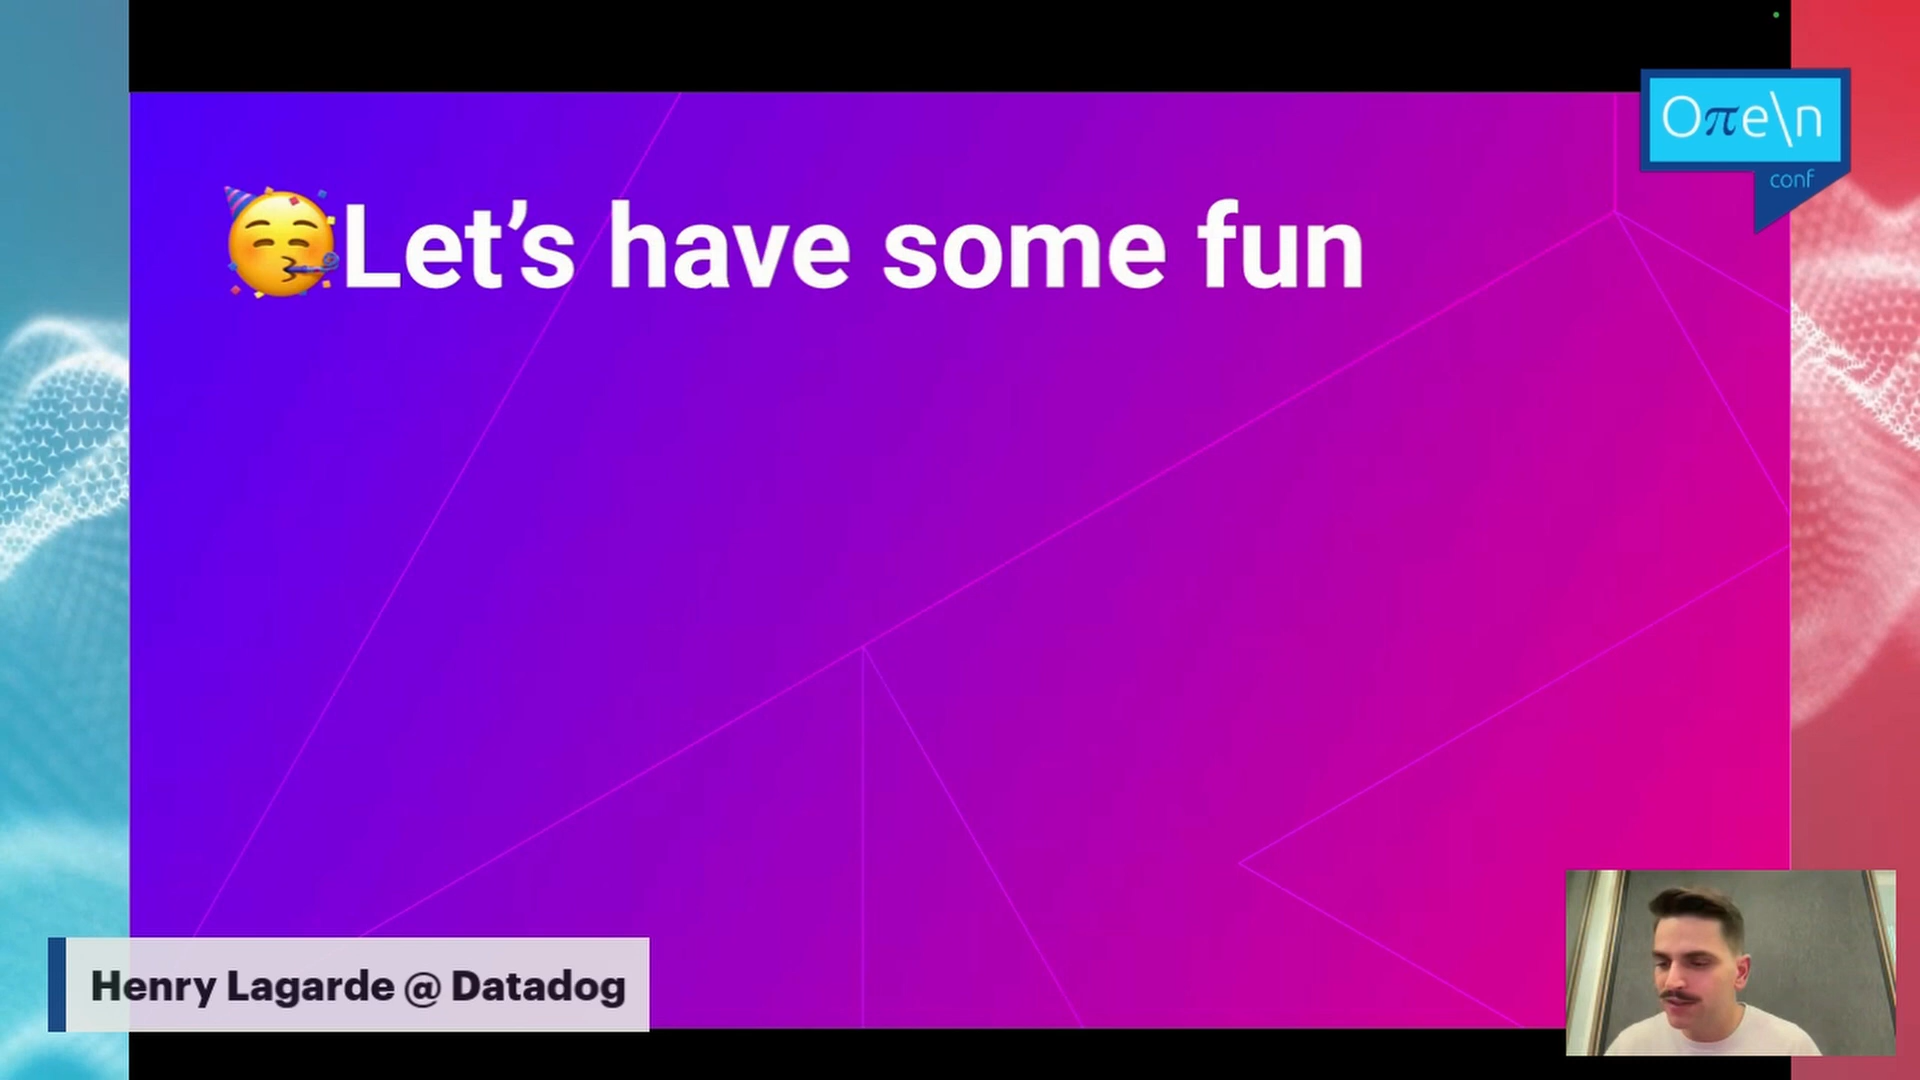 Oπe\n
conf
🥳Let’s have some fun
Henry Lagarde @ Datadog